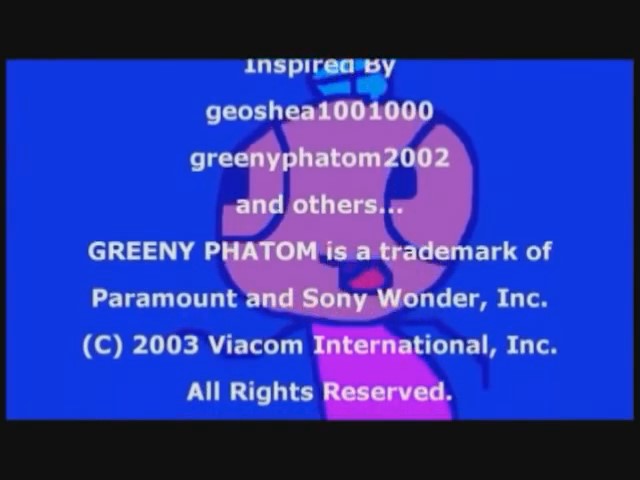 Inspired By
geoshea1001000
greenyphatom2002
and others...
GREENY PHATOM is a trademark of
Paramount and Sony Wonder, Inc.
(C) 2003 Viacom International, Inc.
All Rights Reserved.